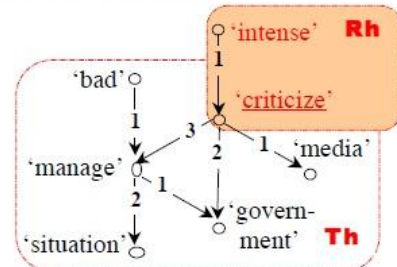 ‘intense’ Rh
‘bad’ 1
‘criticize’
1 3 2 1 ‘media’
‘manage’ 1
2 ‘govern-
ment’
‘situation’ Th